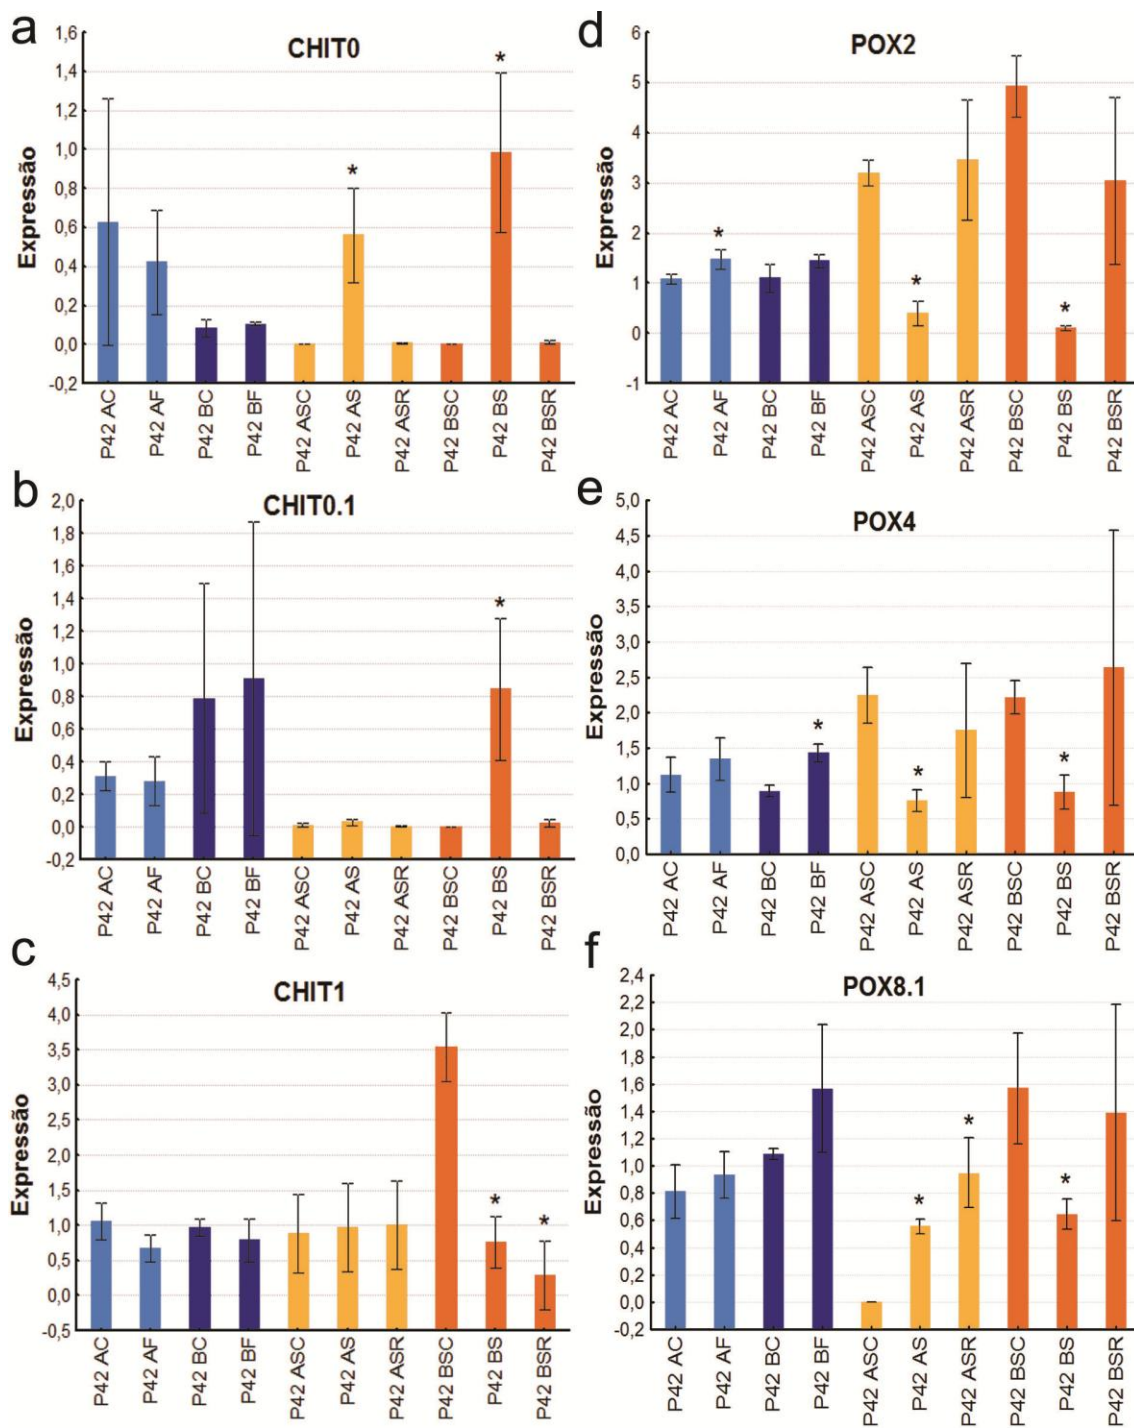 a
CHIT0
Expressão
1,6
1,4
* *
1,2
1,0
0,8
0,6
0,4
0,2
0,0
-0,2
P42 AC
P42 AF
P42 BC
P42 BF
P42 ASC
P42 AS
P42 ASR
P42 BSC
P42 BS
P42 BSR
b
CHIT0.1
Expressão
2,0
1,8
1,6
1,4
*
1,2
1,0
0,8
0,6
0,4
0,2
0,0
-0,2
P42 AC
P42 AF
P42 BC
P42 BF
P42 ASC
P42 AS
P42 ASR
P42 BSC
P42 BS
P42 BSR
c
CHIT1
Expressão
4,5
4,0
3,5
3,0
2,5
2,0
1,5
* *
1,0
0,5
0,0
-0,5
P42 AC
P42 AF
P42 BC
P42 BF
P42 ASC
P42 AS
P42 ASR
P42 BSC
P42 BS
P42 BSR
d
POX2
Expressão
6
5
4
3
2
* * *
1
0
-1
P42 AC
P42 AF
P42 BC
P42 BF
P42 ASC
P42 AS
P42 ASR
P42 BSC
P42 BS
P42 BSR
e
POX4
Expressão
5,0
4,5
4,0
3,5
3,0
2,5
2,0
* * *
1,5
1,0
0,5
0,0
P42 AC
P42 AF
P42 BC
P42 BF
P42 ASC
P42 AS
P42 ASR
P42 BSC
P42 BS
P42 BSR
f
POX8.1
Expressão
2,4
2,2
2,0
1,8
1,6
1,4
* * *
1,2
1,0
0,8
0,6
0,4
0,2
0,0
-0,2
P42 AC
P42 AF
P42 BC
P42 BF
P42 ASC
P42 AS
P42 ASR
P42 BSC
P42 BS
P42 BSR